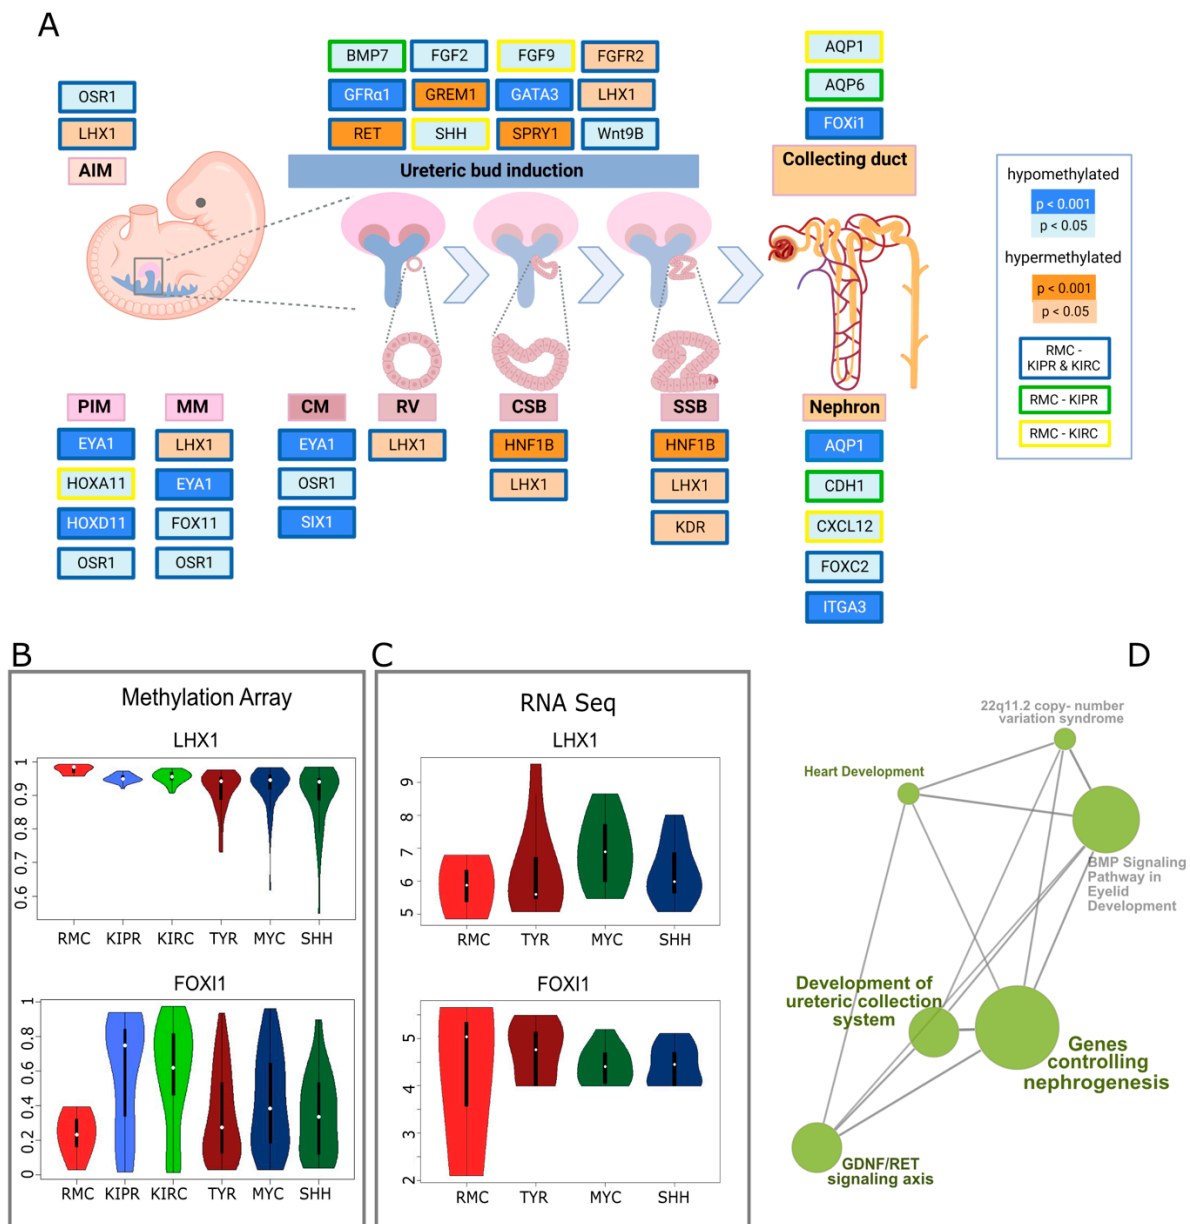 A
BMP7
FGF2
FGF9
FGFR2
GFRα1
GREM1
GATA3
LHX1
RET
SHH
SPRY1
Wnt9B
Ureteric bud induction
OSR1
LHX1
AIM
AQP1
AQP6
FOXi1
Collecting duct
hypomethylated
p < 0.001
p < 0.05
hypermethylated
p < 0.001
p < 0.05
RMC -
KIPR & KIRC
RMC - KIPR
RMC - KIRC
PIM
EYA1
HOXA11
HOXD11
OSR1
MM
LHX1
EYA1
FOX11
OSR1
CM
EYA1
OSR1
SIX1
RV
LHX1
CSB
HNF1B
LHX1
SSB
HNF1B
LHX1
KDR
Nephron
AQP1
CDH1
CXCL12
FOXC2
ITGA3
B
Methylation Array
LHX1
1
0.9
0.8
0.7
0.6
RMC KIPR KIRC TYR MYC SHH
FOXI1
1
0.8
0.6
0.4
0.2
0
RMC KIPR KIRC TYR MYC SHH
C
RNA Seq
LHX1
9
8
7
6
5
RMC TYR MYC SHH
FOXI1
5
4
3
2
RMC TYR MYC SHH
D
22q11.2 copy- number
variation syndrome
Heart Development
BMP Signaling
Pathway in
Eyelid
Development
Development of
ureteric collection
system
Genes
controlling
nephrogenesis
GDNF/RET
signaling axis